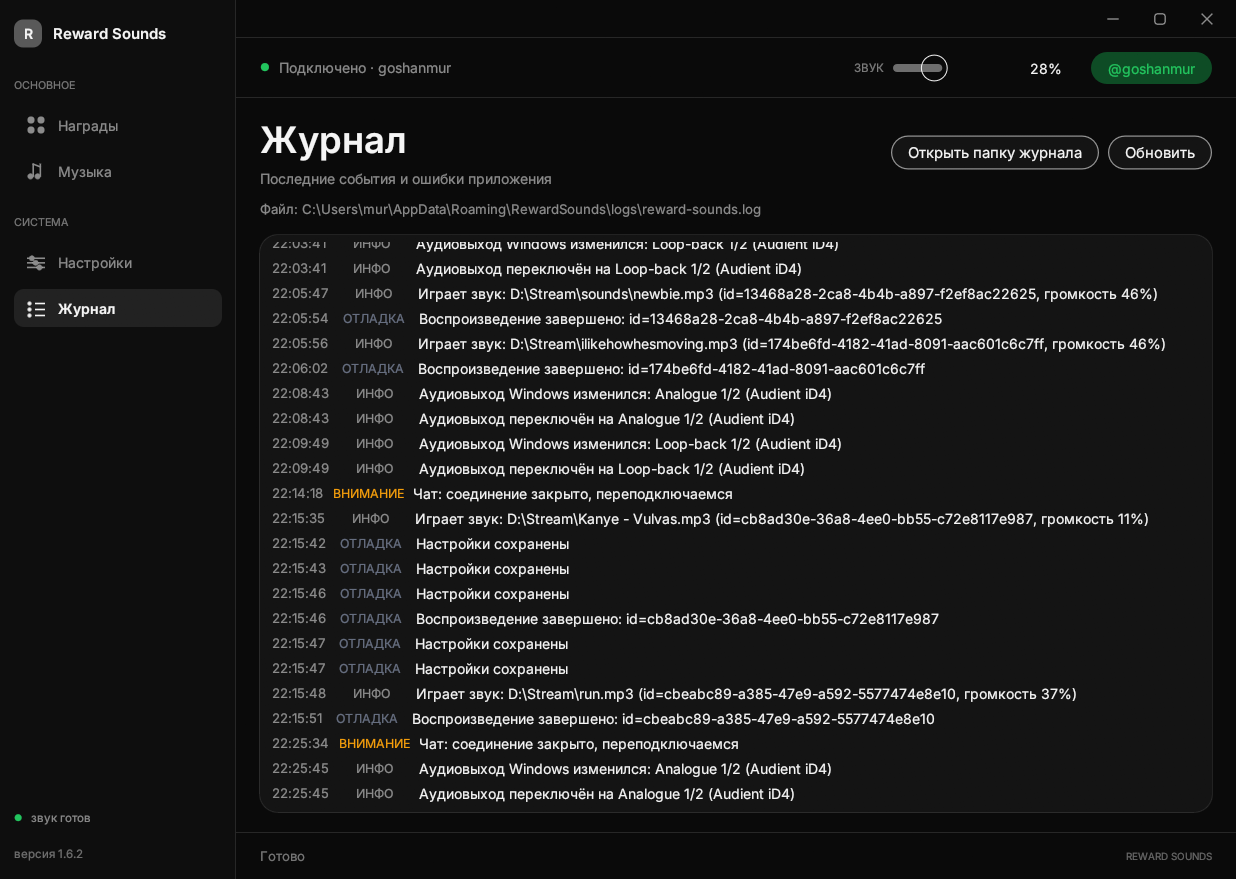 R Reward Sounds
ОСНОВНОЕ
Награды
Музыка
СИСТЕМА
Настройки
Журнал
звук готов
версия 1.6.2
Подключено · goshanmur
ЗВУК
28%
@goshanmur
Журнал
Последние события и ошибки приложения
Файл: C:\Users\mur\AppData\Roaming\RewardSounds\logs\reward-sounds.log
Открыть папку журнала
Обновить
22:03:41 ИНФО Аудиовыход Windows изменился: Loop-back 1/2 (Audient iD4)
22:03:41 ИНФО Аудиовыход переключён на Loop-back 1/2 (Audient iD4)
22:05:47 ИНФО Играет звук: D:\Stream\sounds\newbie.mp3 (id=13468a28-2ca8-4b4b-a897-f2ef8ac22625, громкость 46%)
22:05:54 ОТЛАДКА Воспроизведение завершено: id=13468a28-2ca8-4b4b-a897-f2ef8ac22625
22:05:56 ИНФО Играет звук: D:\Stream\ilikehowhesmoving.mp3 (id=174be6fd-4182-41ad-8091-aac601c6c7ff, громкость 46%)
22:06:02 ОТЛАДКА Воспроизведение завершено: id=174be6fd-4182-41ad-8091-aac601c6c7ff
22:08:43 ИНФО Аудиовыход Windows изменился: Analogue 1/2 (Audient iD4)
22:08:43 ИНФО Аудиовыход переключён на Analogue 1/2 (Audient iD4)
22:09:49 ИНФО Аудиовыход Windows изменился: Loop-back 1/2 (Audient iD4)
22:09:49 ИНФО Аудиовыход переключён на Loop-back 1/2 (Audient iD4)
22:14:18 ВНИМАНИЕ Чат: соединение закрыто, переподключаемся
22:15:35 ИНФО Играет звук: D:\Stream\Kanye - Vulvas.mp3 (id=cb8ad30e-36a8-4ee0-bb55-c72e8117e987, громкость 11%)
22:15:42 ОТЛАДКА Настройки сохранены
22:15:43 ОТЛАДКА Настройки сохранены
22:15:46 ОТЛАДКА Настройки сохранены
22:15:46 ОТЛАДКА Воспроизведение завершено: id=cb8ad30e-36a8-4ee0-bb55-c72e8117e987
22:15:47 ОТЛАДКА Настройки сохранены
22:15:47 ОТЛАДКА Настройки сохранены
22:15:48 ИНФО Играет звук: D:\Stream\run.mp3 (id=cbeabc89-a385-47e9-a592-5577474e8e10, громкость 37%)
22:15:51 ОТЛАДКА Воспроизведение завершено: id=cbeabc89-a385-47e9-a592-5577474e8e10
22:25:34 ВНИМАНИЕ Чат: соединение закрыто, переподключаемся
22:25:45 ИНФО Аудиовыход Windows изменился: Analogue 1/2 (Audient iD4)
22:25:45 ИНФО Аудиовыход переключён на Analogue 1/2 (Audient iD4)
Готово
REWARD SOUNDS